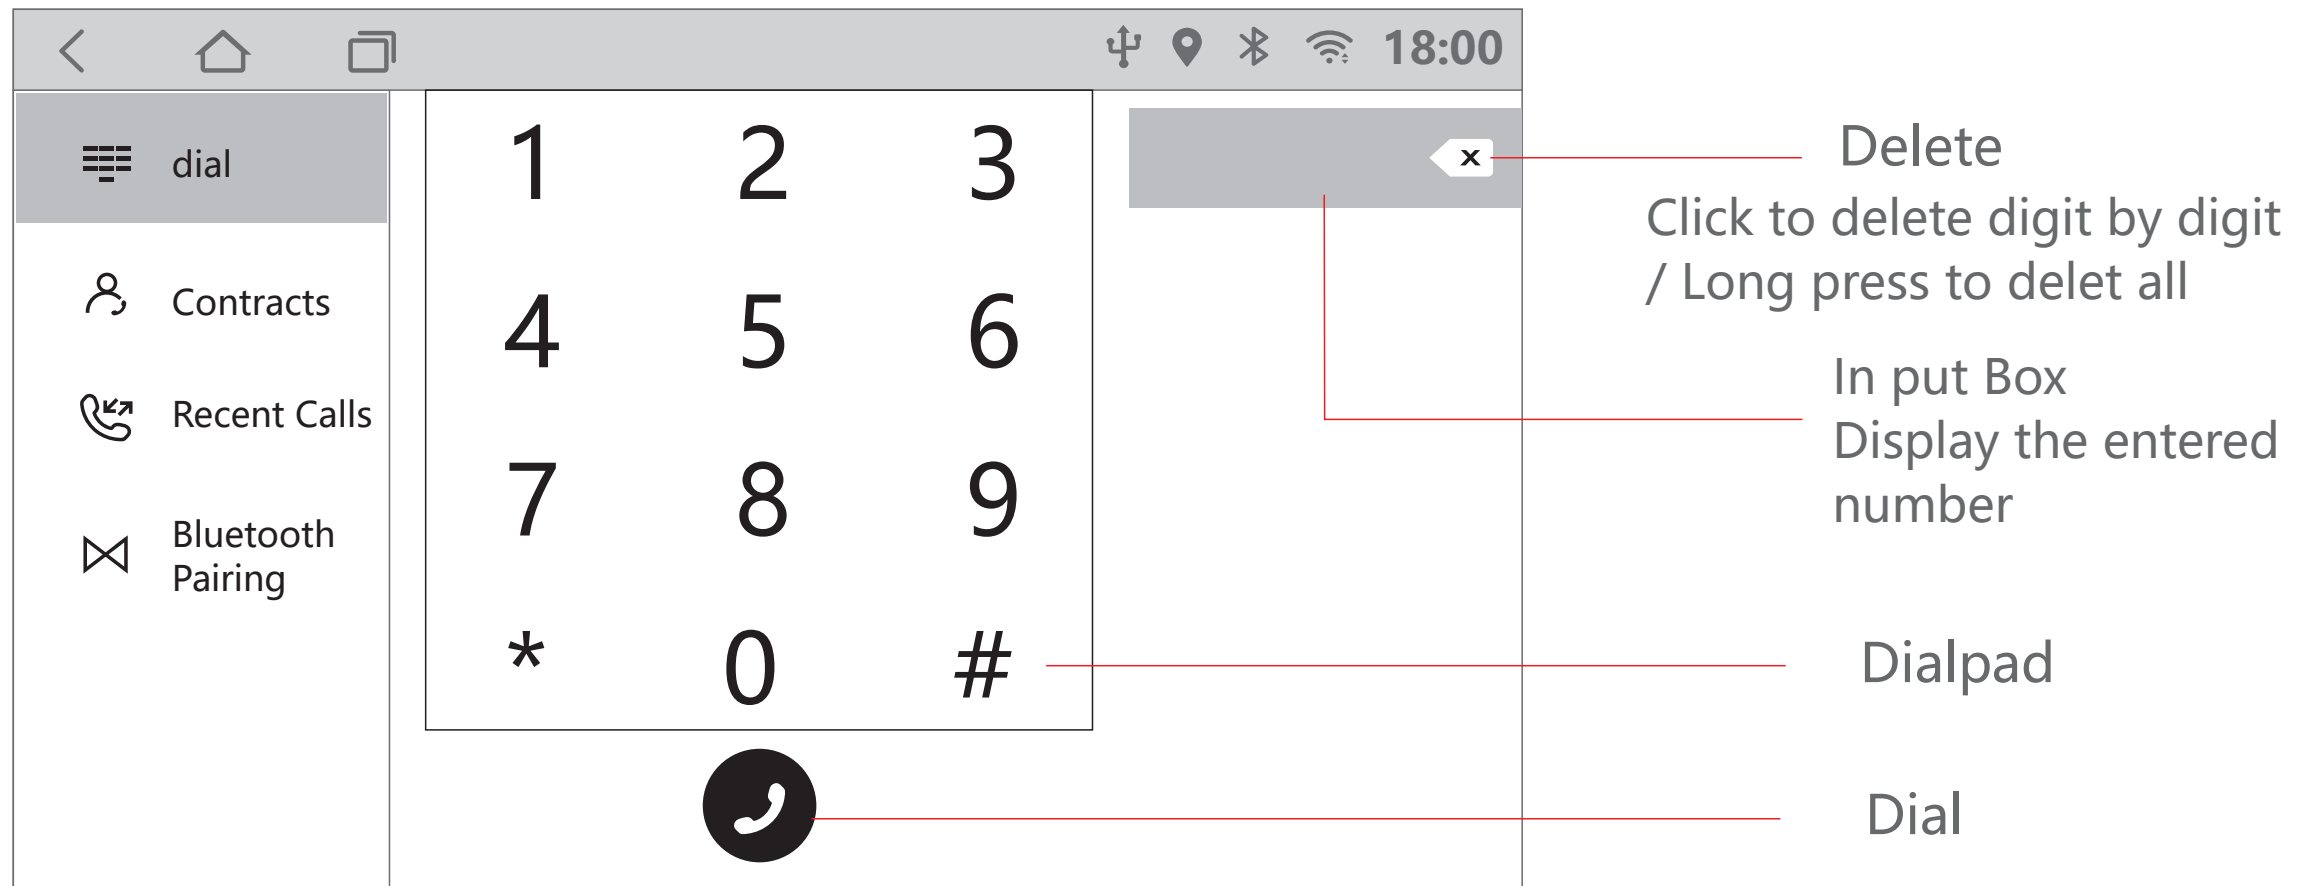 18:00
dial
Contracts
Recent Calls
Bluetooth
Pairing
1 2 3
4 5 6
7 8 9
* 0 #
Delete
Click to delete digit by digit
/ Long press to delet all
In put Box
Display the entered
number
Dialpad
Dial